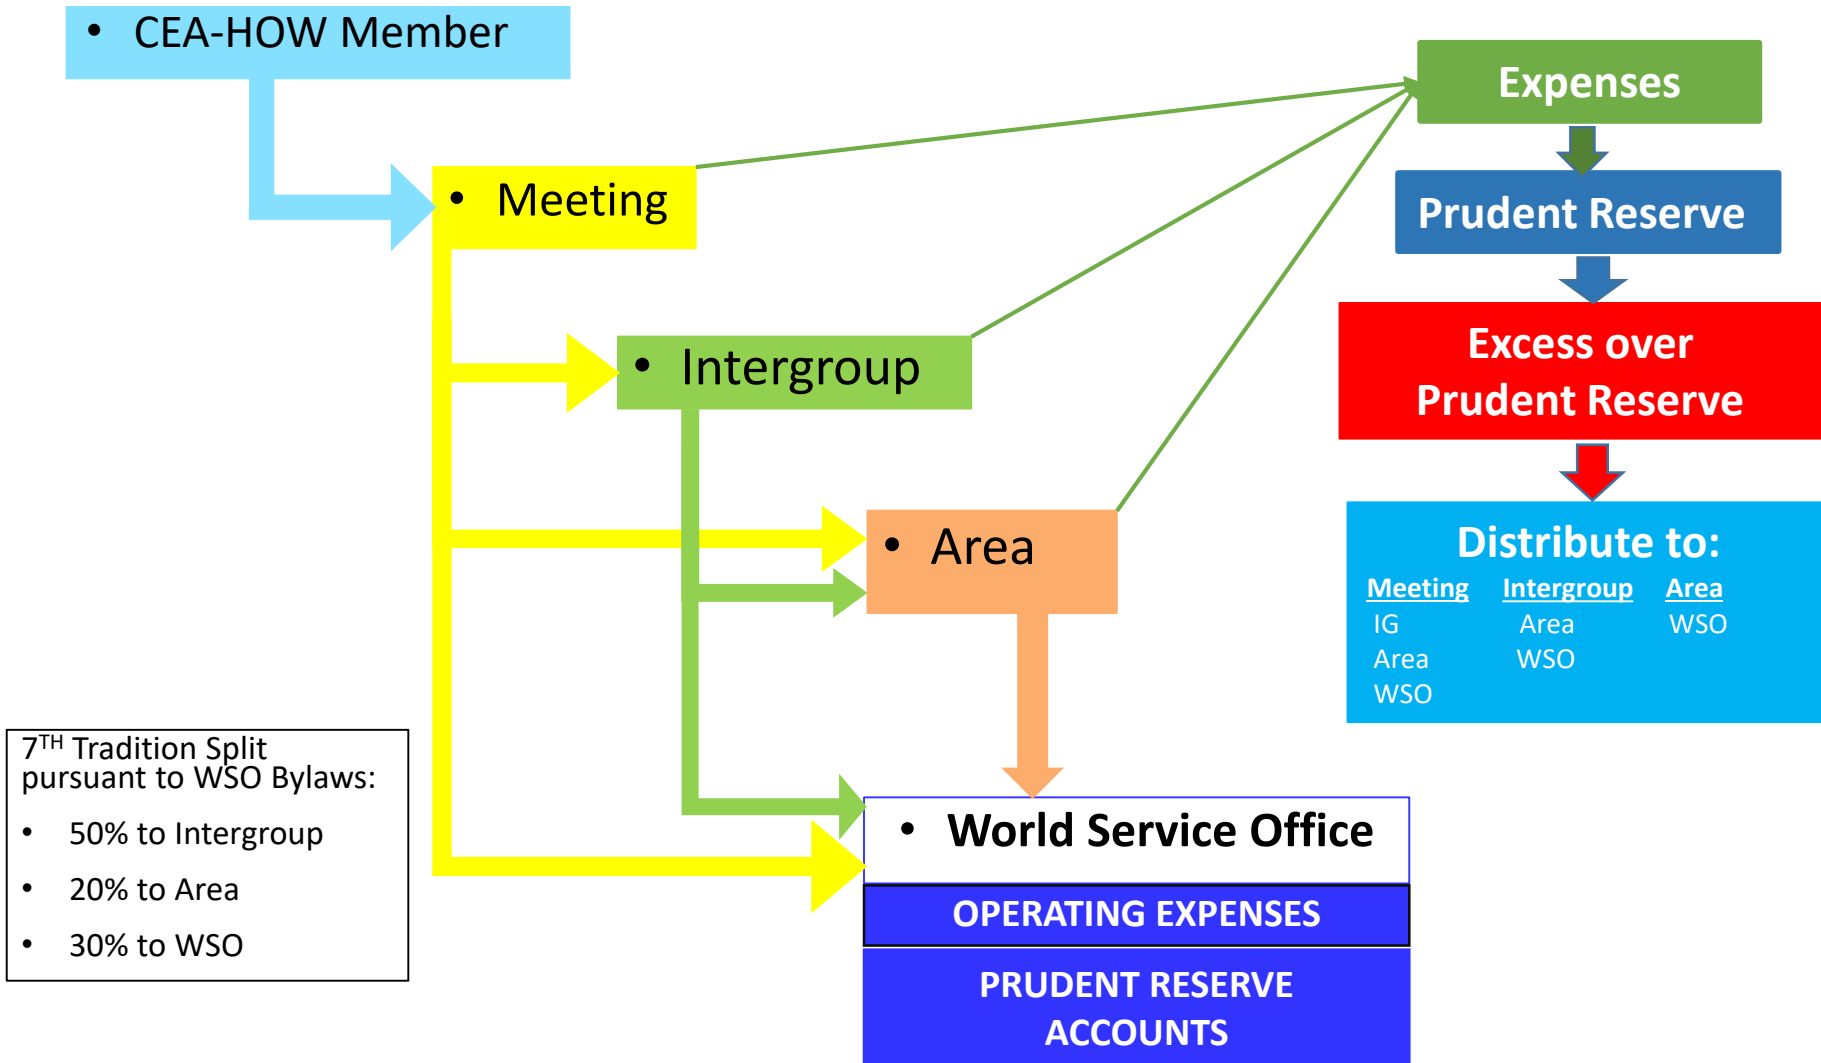 • CEA-HOW Member
Expenses
• Meeting
Prudent Reserve
• Intergroup
Excess over
Prudent Reserve
• Area
Distribute to:
Meeting Intergroup Area
IG Area WSO
Area WSO
WSO
7TH Tradition Split
pursuant to WSO Bylaws:
• 50% to Intergroup
• 20% to Area
• 30% to WSO
• World Service Office
OPERATING EXPENSES
PRUDENT RESERVE
ACCOUNTS